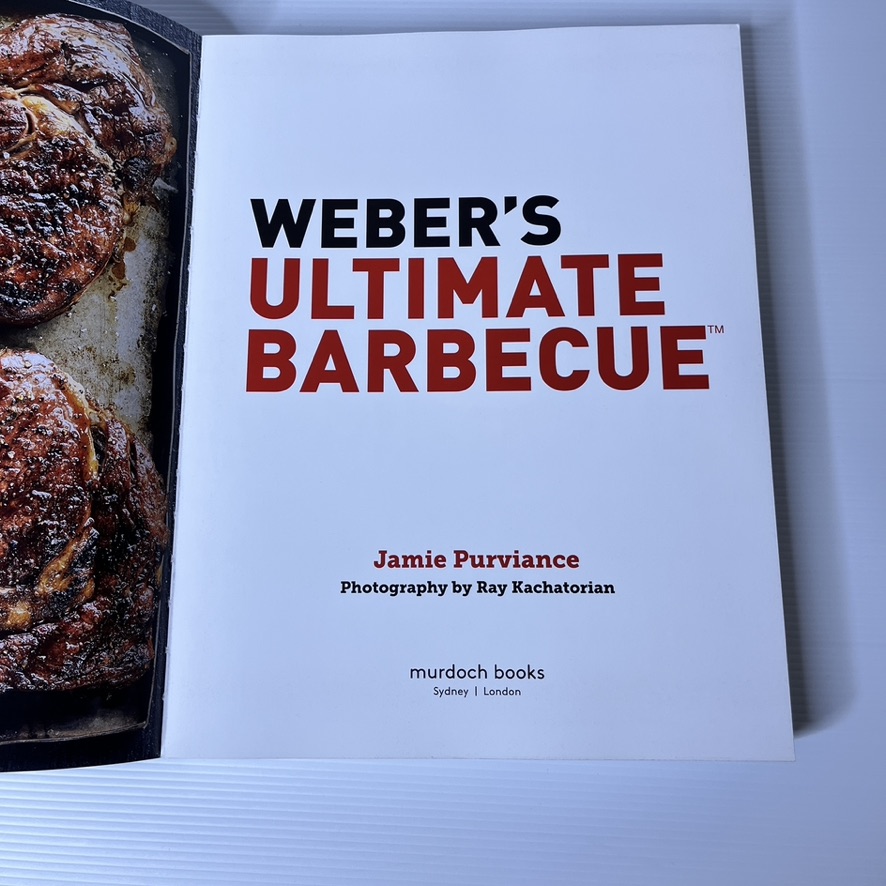 WEBER'S
ULTIMATE
BARBECUE™
Jamie Purviance
Photography by Ray Kachatorian
murdoch books
Sydney | London